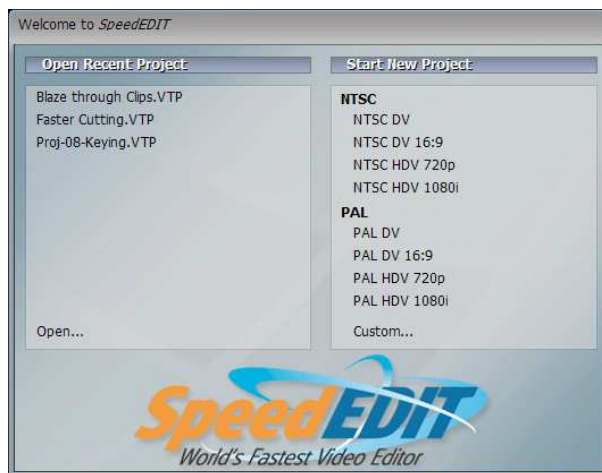 Welcome to SpeedEDIT
Open Recent Project
Blaze through Clips.VTP
Faster Cutting.VTP
Proj-08-Keying.VTP
Open...
Start New Project
NTSC
NTSC DV
NTSC DV 16:9
NTSC HDV 720p
NTSC HDV 1080i
PAL
PAL DV
PAL DV 16:9
PAL HDV 720p
PAL HDV 1080i
Custom...
SpeedEDIT
World's Fastest Video Editor